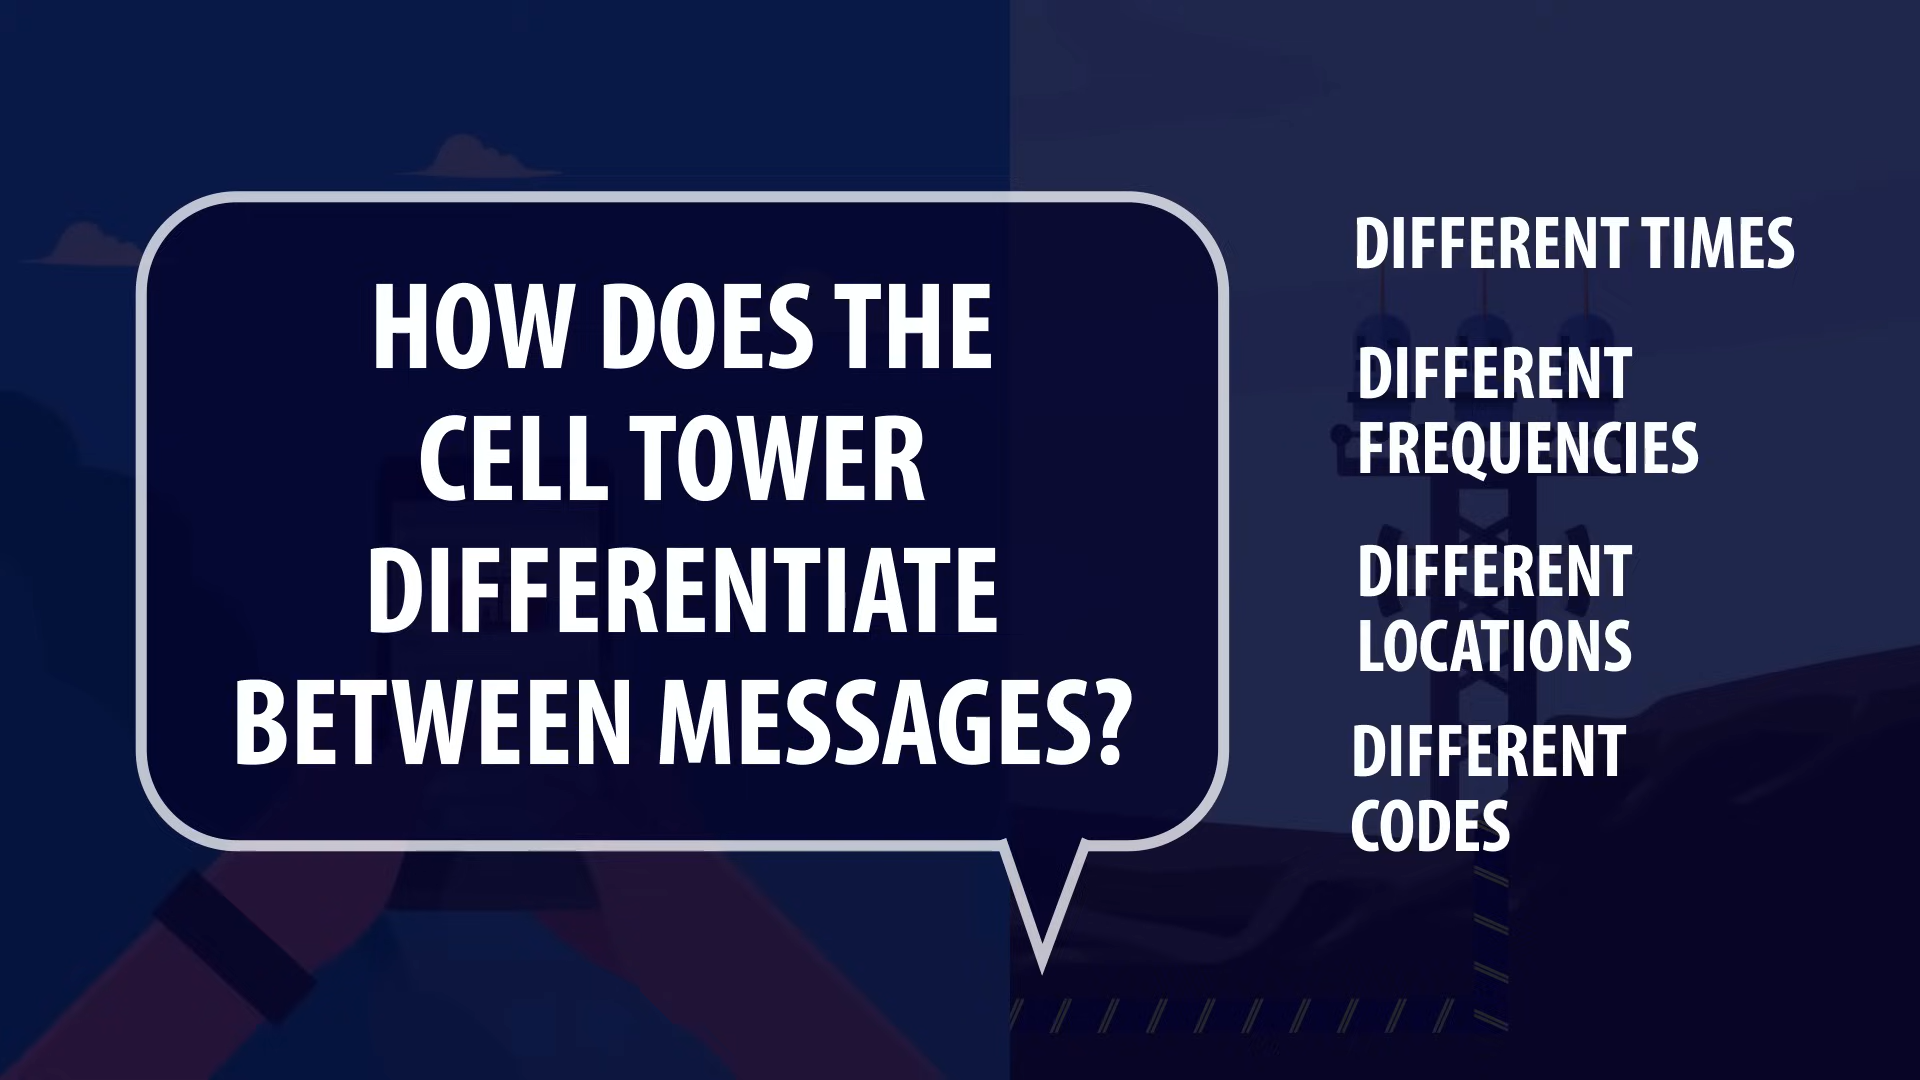 HOW DOES THE
CELL TOWER
DIFFERENTIATE
BETWEEN MESSAGES?
DIFFERENT TIMES
DIFFERENT
FREQUENCIES
DIFFERENT
LOCATIONS
DIFFERENT
CODES